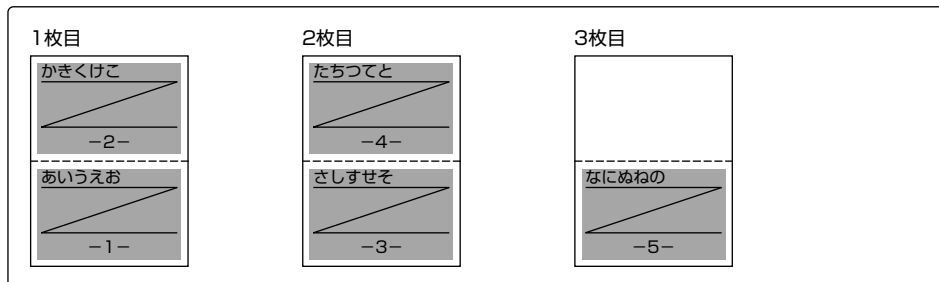 1枚目
かきくけこ
−2−
あいうえお
−1−
2枚目
たちつてと
−4−
さしすせそ
−3−
3枚目
なにぬねの
−5−